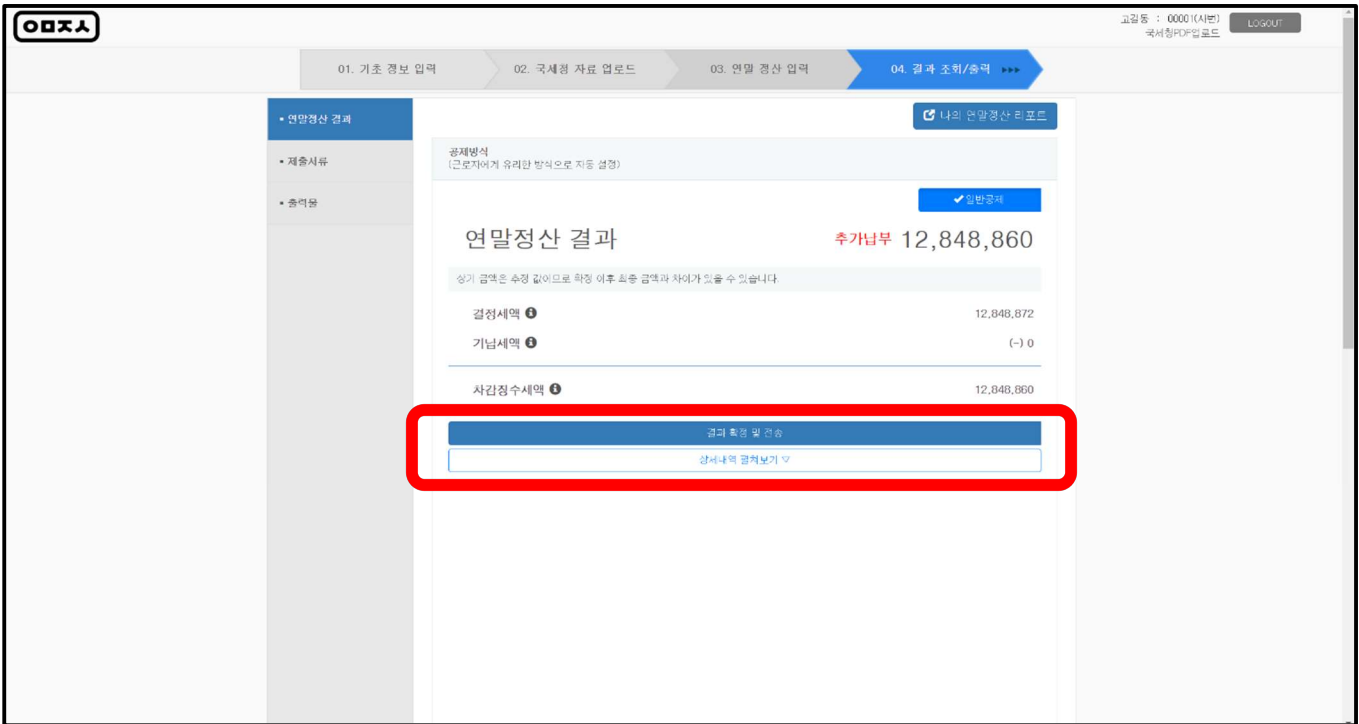 ㅇㅁㅈㅅ
고길동 : 00001(사번)
국세청PDF업로드
LOGOUT
01. 기초 정보 입력
02. 국세청 자료 업로드
03. 연말 정산 입력
04. 결과 조회/출력 ▸▸▸
▪ 연말정산 결과
▪ 제출서류
▪ 출력물
나의 연말정산 리포트
공제방식
(근로자에게 유리한 방식으로 자동 설정)
✔일반공제
연말정산 결과
추가납부 12,848,860
상기 금액은 추정 값이므로 확정 이후 최종 금액과 차이가 있을 수 있습니다.
결정세액
12,848,872
기납세액
(-) 0
차감징수세액
12,848,860
결과 확정 및 전송
상세내역 펼쳐보기 ▽